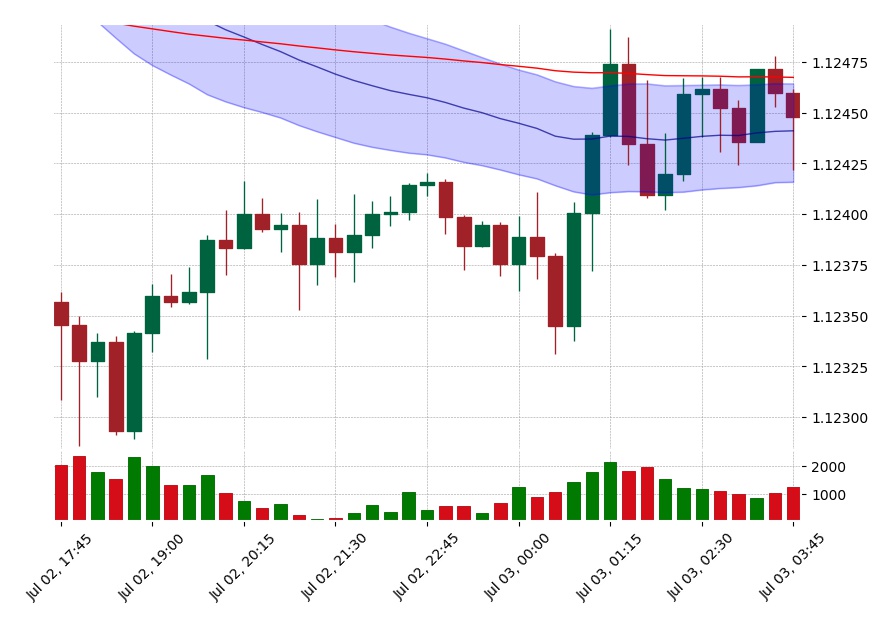 1.12475
1.12450
1.12425
1.12400
1.12375
1.12350
1.12325
1.12300
2000
1000
Jul 02, 17:45
Jul 02, 19:00
Jul 02, 20:15
Jul 02, 21:30
Jul 02, 22:45
Jul 03, 00:00
Jul 03, 01:15
Jul 03, 02:30
Jul 03, 03:45